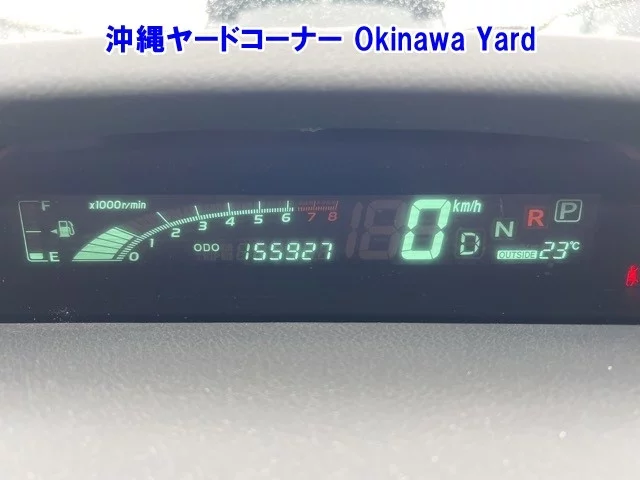 沖縄ヤードコーナー Okinawa Yard
F x1000r/min
E 0 1 2 3 4 5 6 7 8
ODO 155927
0 km/h
D N R P
OUTSIDE 23℃